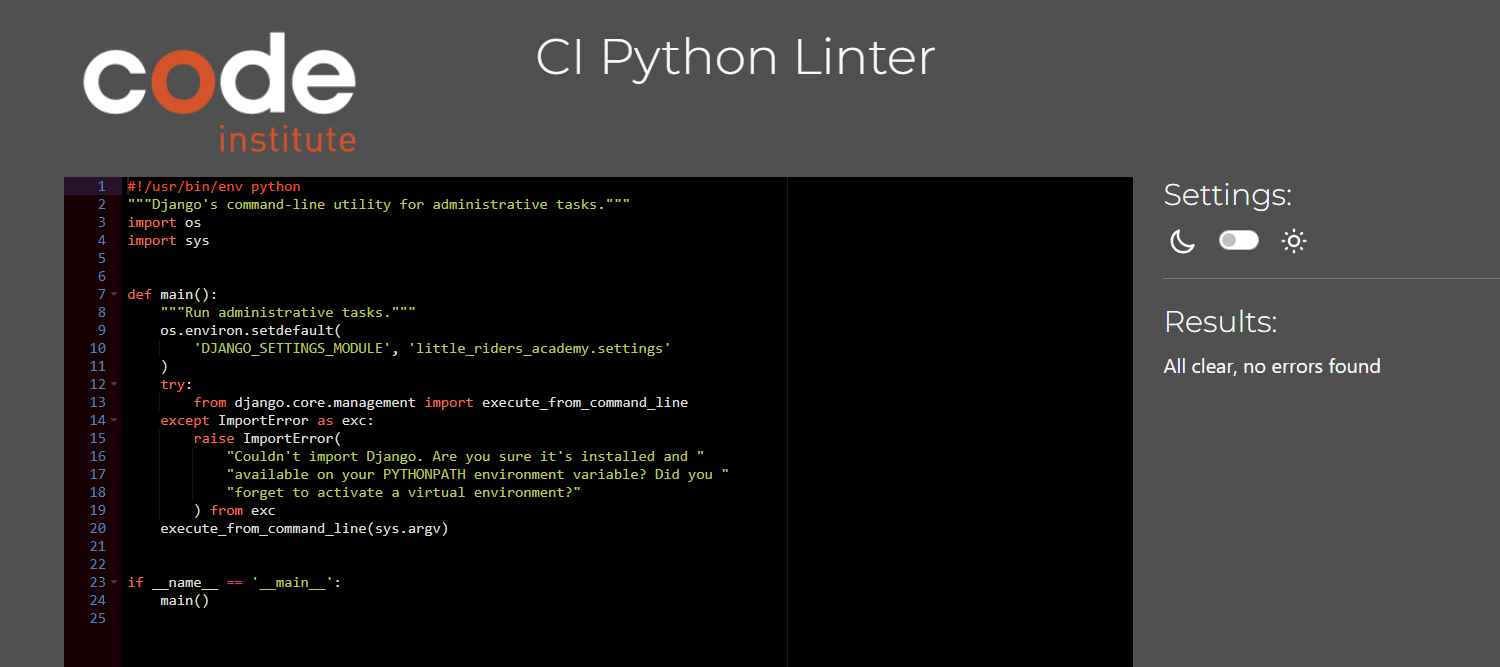 code
institute
CI Python Linter
1 #!/usr/bin/env python
2 """Django's command-line utility for administrative tasks."""
3 import os
4 import sys
5
6
7 def main():
8     """Run administrative tasks."""
9     os.environ.setdefault(
10         'DJANGO_SETTINGS_MODULE', 'little_riders_academy.settings'
11     )
12     try:
13         from django.core.management import execute_from_command_line
14     except ImportError as exc:
15         raise ImportError(
16             "Couldn't import Django. Are you sure it's installed and "
17             "available on your PYTHONPATH environment variable? Did you "
18             "forget to activate a virtual environment?"
19         ) from exc
20     execute_from_command_line(sys.argv)
21
22
23 if __name__ == '__main__':
24     main()
25
Settings:
Results:
All clear, no errors found